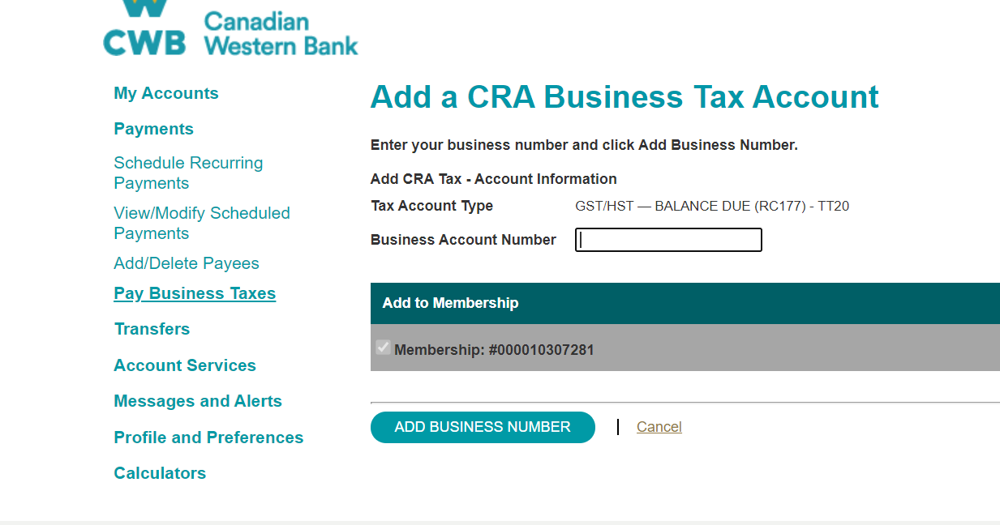 CWB
Canadian
Western Bank
My Accounts
Payments
Schedule Recurring
Payments
View/Modify Scheduled
Payments
Add/Delete Payees
Pay Business Taxes
Transfers
Account Services
Messages and Alerts
Profile and Preferences
Calculators
Add a CRA Business Tax Account
Enter your business number and click Add Business Number.
Add CRA Tax - Account Information
Tax Account Type GST/HST — BALANCE DUE (RC177) - TT20
Business Account Number
Add to Membership
Membership: #000010307281
ADD BUSINESS NUMBER | Cancel